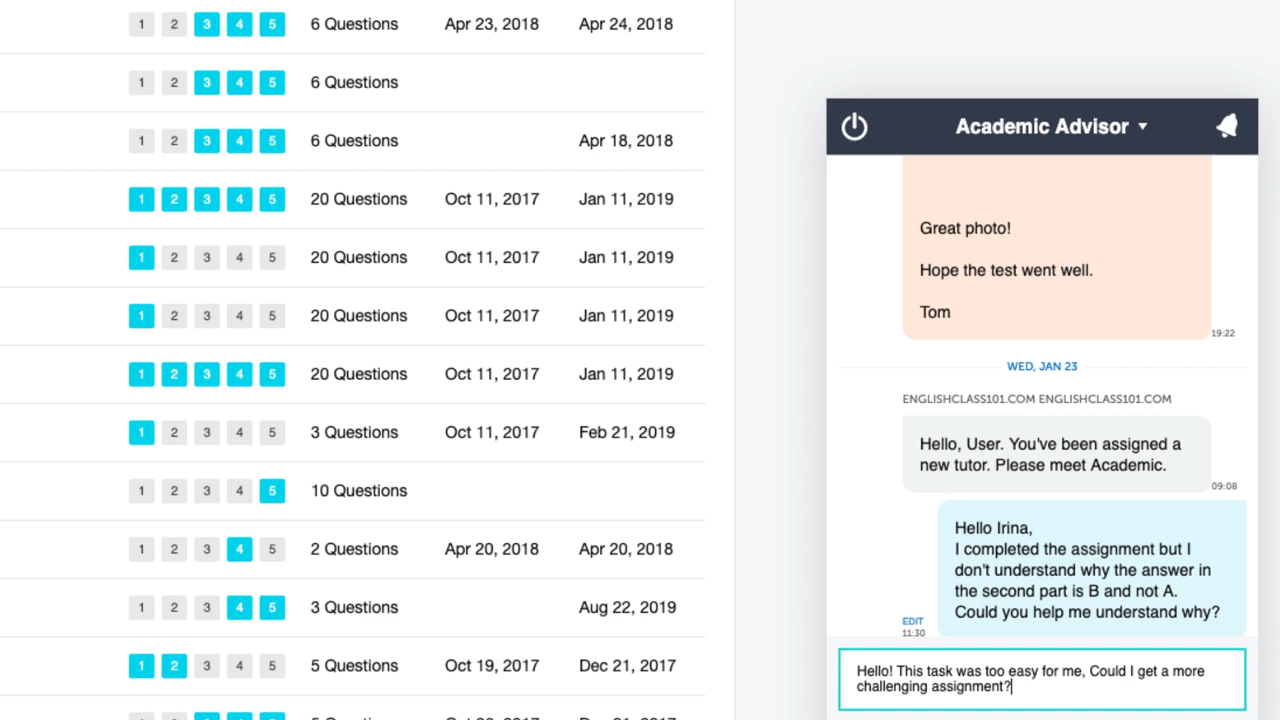 1 2 3 4 5 6 Questions Apr 23, 2018 Apr 24, 2018
1 2 3 4 5 6 Questions
1 2 3 4 5 6 Questions Apr 18, 2018
1 2 3 4 5 20 Questions Oct 11, 2017 Jan 11, 2019
1 2 3 4 5 20 Questions Oct 11, 2017 Jan 11, 2019
1 2 3 4 5 20 Questions Oct 11, 2017 Jan 11, 2019
1 2 3 4 5 20 Questions Oct 11, 2017 Jan 11, 2019
1 2 3 4 5 3 Questions Oct 11, 2017 Feb 21, 2019
1 2 3 4 5 10 Questions
1 2 3 4 5 2 Questions Apr 20, 2018 Apr 20, 2018
1 2 3 4 5 3 Questions Aug 22, 2019
1 2 3 4 5 5 Questions Oct 19, 2017 Dec 21, 2017
Academic Advisor
Great photo!
Hope the test went well.
Tom
19:22
WED, JAN 23
ENGLISHCLASS101.COM ENGLISHCLASS101.COM
Hello, User. You've been assigned a
new tutor. Please meet Academic.
09:08
Hello Irina,
I completed the assignment but I
don't understand why the answer in
the second part is B and not A.
Could you help me understand why?
EDIT
11:30
Hello! This task was too easy for me, Could I get a more
challenging assignment?